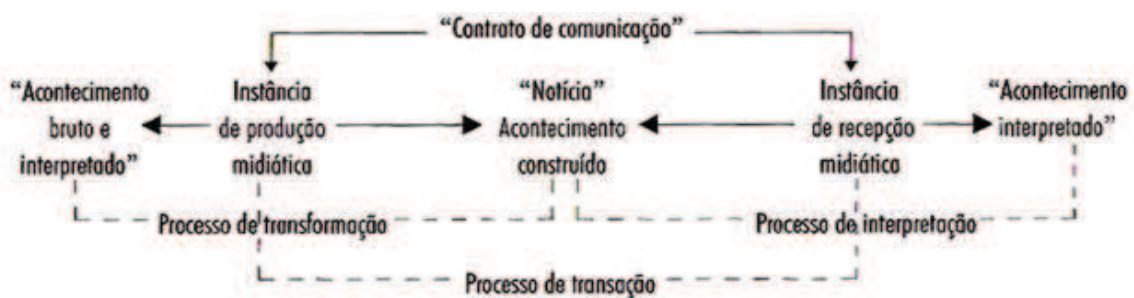 “Contrato de comunicação”
“Acontecimento
bruto e
interpretado”
Instância
de produção
midiática
“Notícia”
Acontecimento
construído
Instância
de recepção
midiática
“Acontecimento
interpretado”
Processo de transformação
Processo de interpretação
Processo de transação